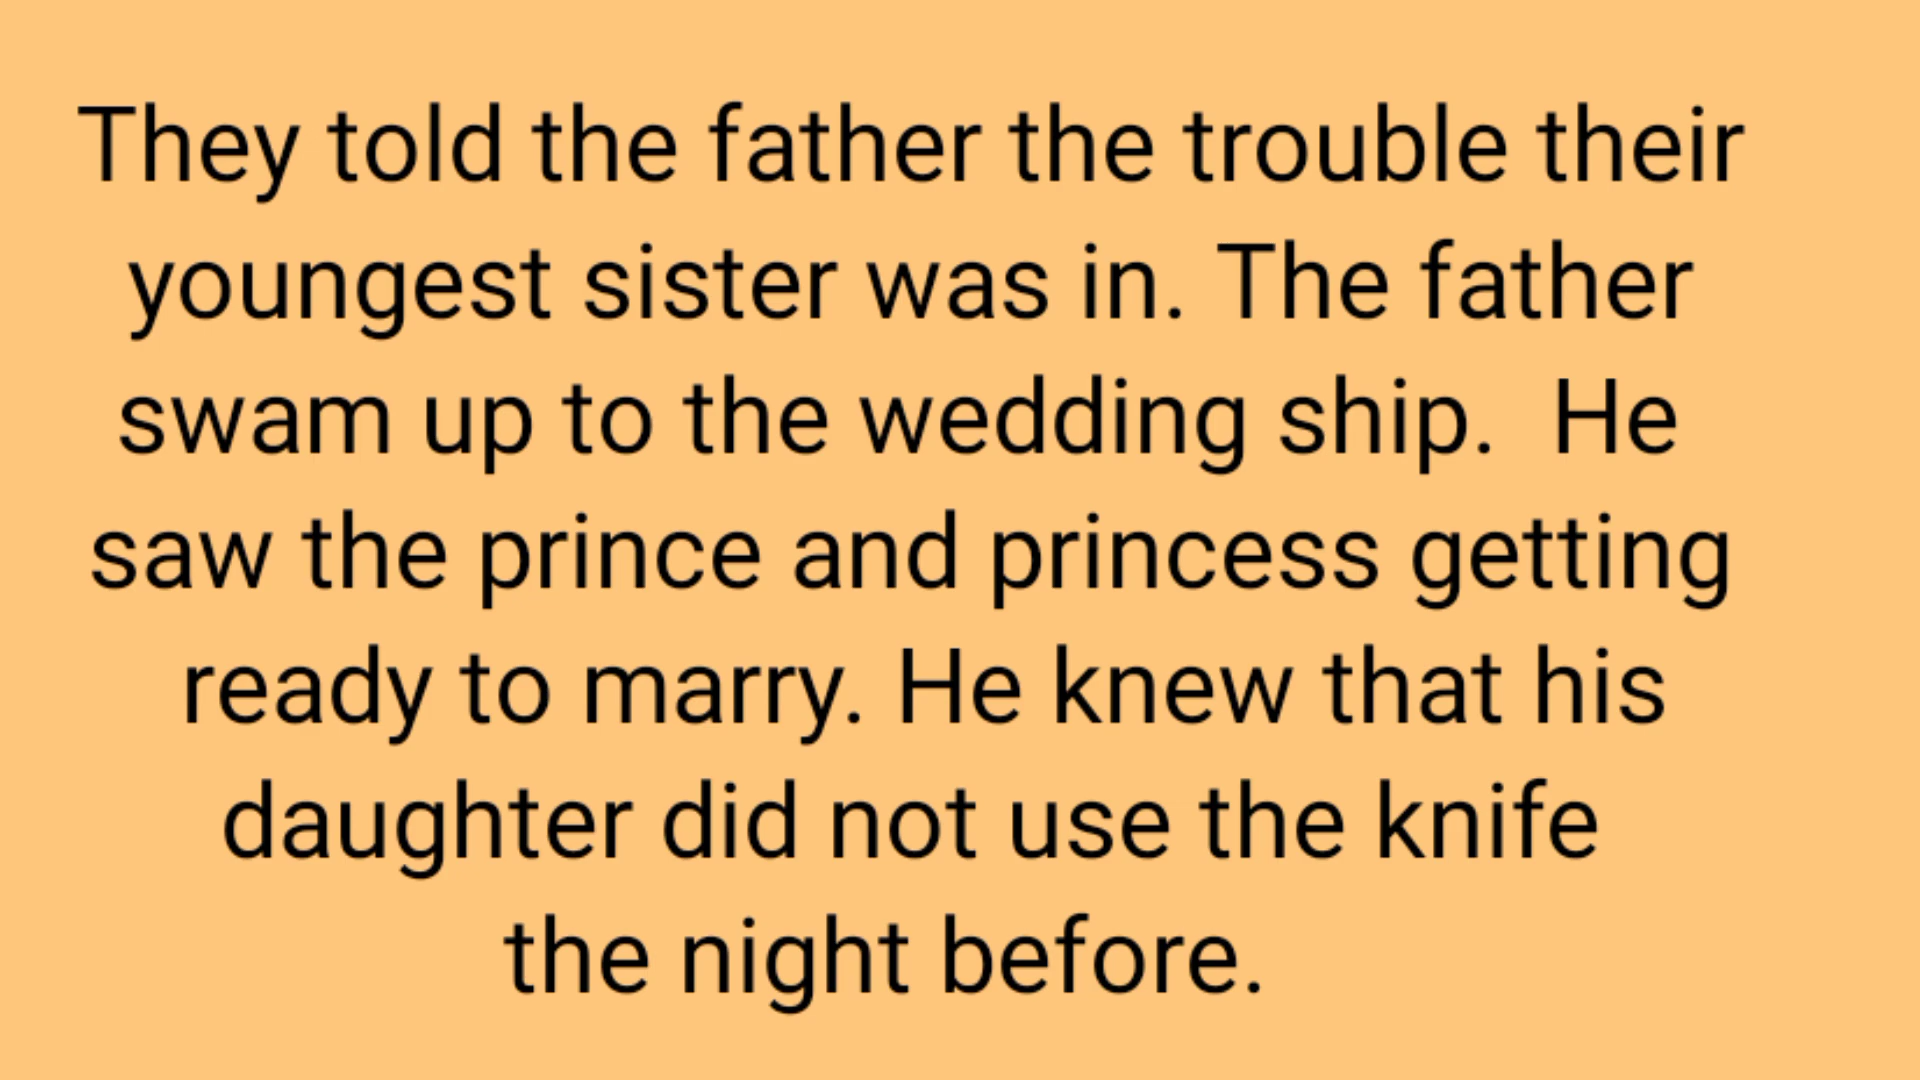 They told the father the trouble their
youngest sister was in. The father
swam up to the wedding ship.  He
saw the prince and princess getting
ready to marry. He knew that his
daughter did not use the knife
the night before.